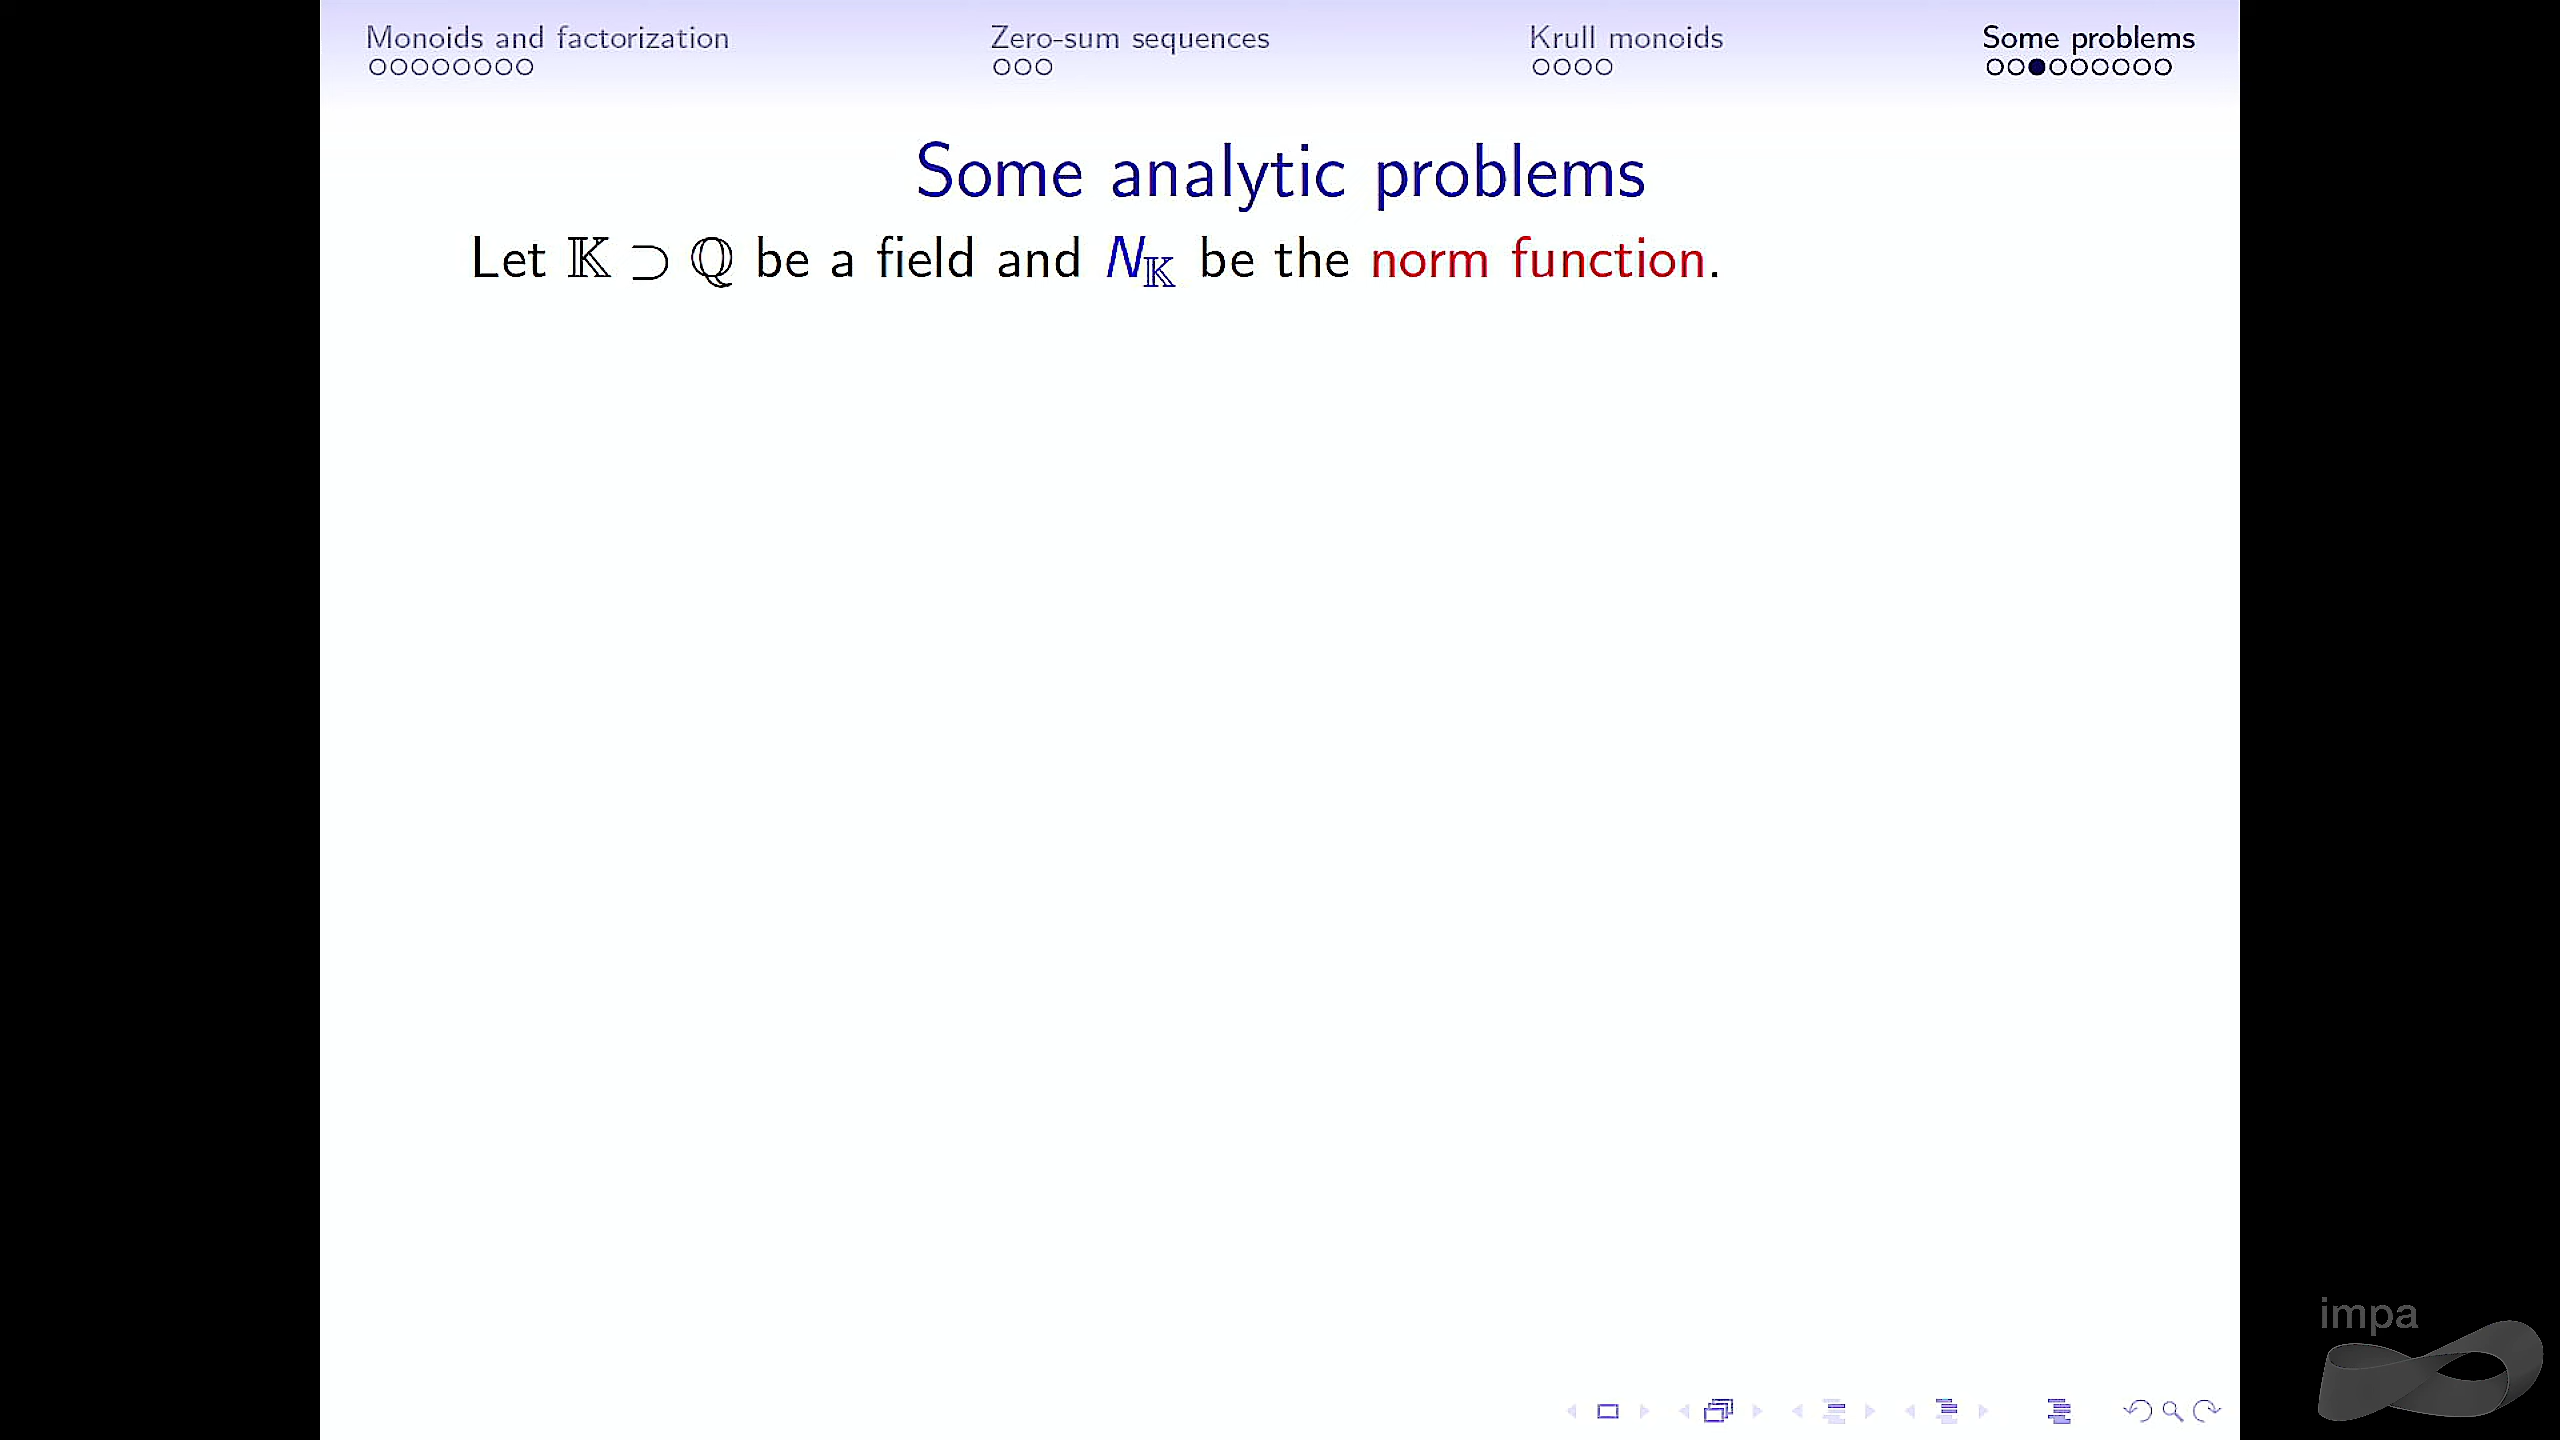 Monoids and factorization Zero-sum sequences Krull monoids Some problems
Some analytic problems
Let 𝕂 ⊃ ℚ be a field and N_𝕂 be the norm function.
impa